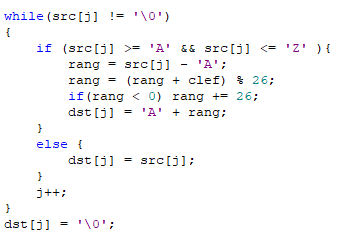 while(src[j] != '\0')
{
    if (src[j] >= 'A' && src[j] <= 'Z' ){
        rang = src[j] - 'A';
        rang = (rang + clef) % 26;
        if(rang < 0) rang += 26;
        dst[j] = 'A' + rang;
    }
    else {
        dst[j] = src[j];
    }
    j++;
}
dst[j] = '\0';